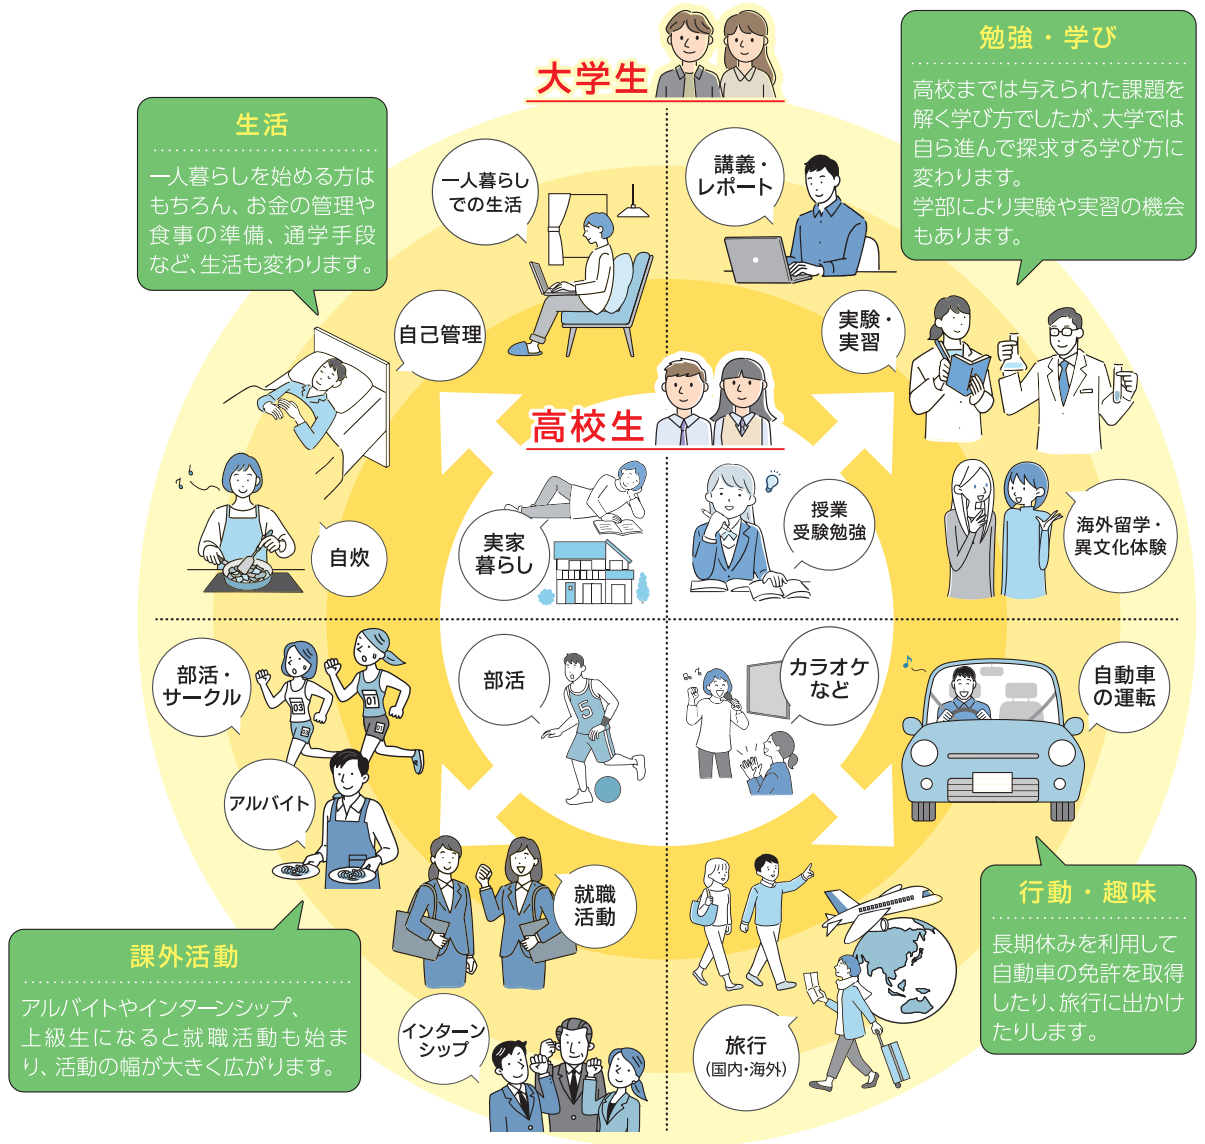 大学生
勉強・学び
高校までは与えられた課題を
解く学び方でしたが、大学では
自ら進んで探求する学び方に
変わります。
学部により実験や実習の機会
もあります。
生活
一人暮らしを始める方は
もちろん、お金の管理や
食事の準備、通学手段
など、生活も変わります。
一人暮らし
での生活
講義・
レポート
自己管理
実験・
実習
高校生
自炊
実家
暮らし
授業
受験勉強
海外留学・
異文化体験
部活・
サークル
03
03
01
01
部活
5
カラオケ
など
自動車
の運転
アルバイト
就職
活動
行動・趣味
長期休みを利用して
自動車の免許を取得
したり、旅行に出かけ
たりします。
課外活動
アルバイトやインターンシップ、
上級生になると就職活動も始ま
り、活動の幅が大きく広がります。
インターン
シップ
旅行
(国内・海外)